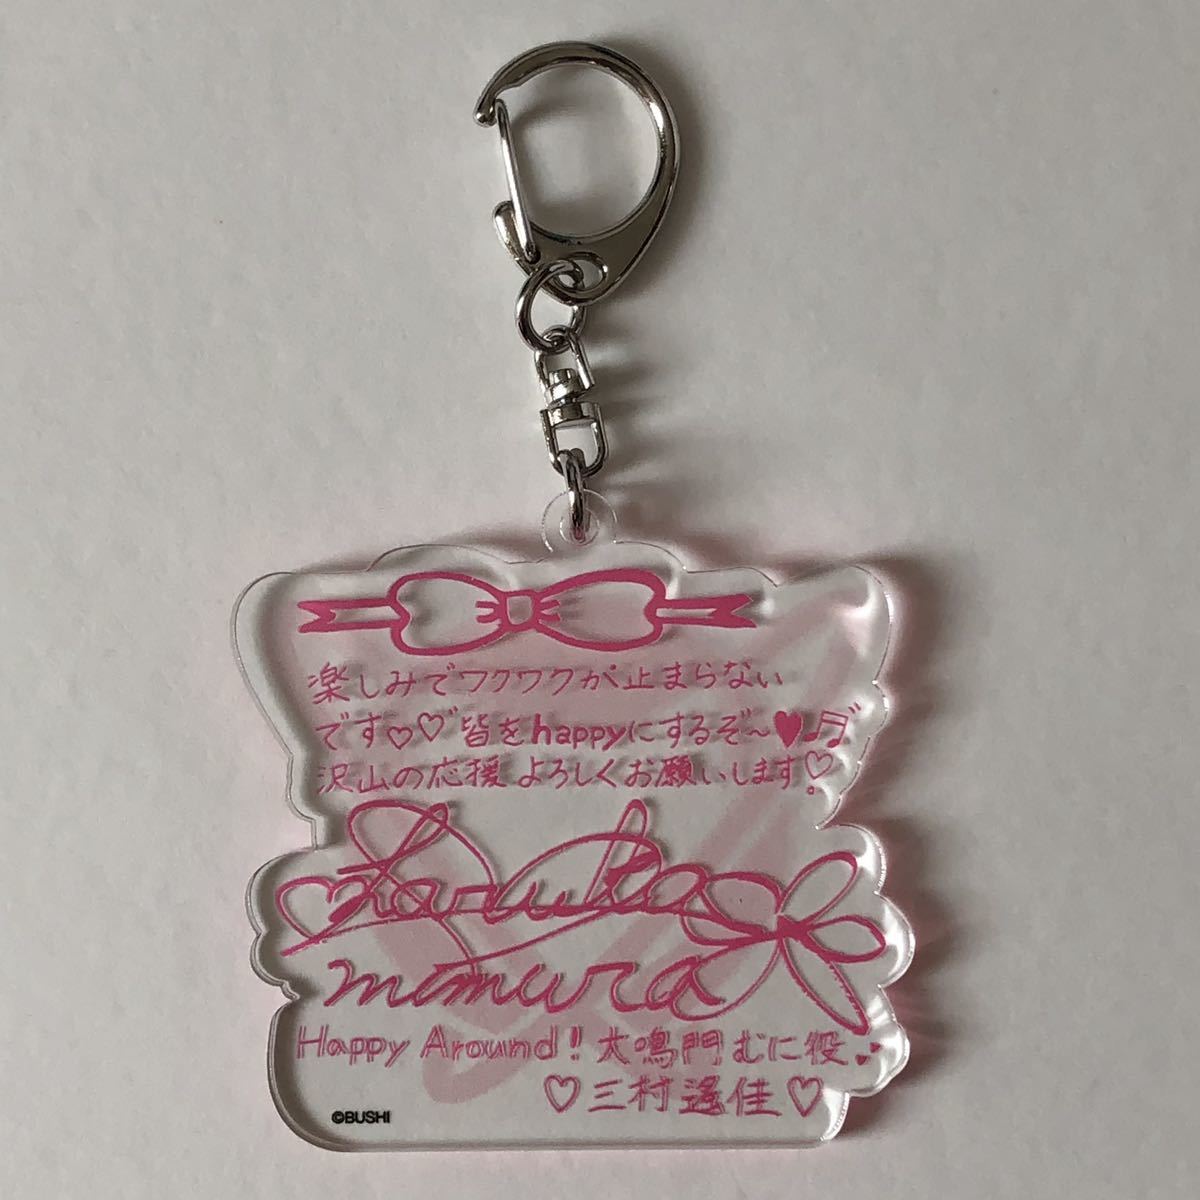 楽しみでワクワクが止まらない
です♡♡゛皆をhappyにするぞ〜♥♬゛
沢山の応援よろしくお願いします♡
Haruka
mimura
Happy Around! 大鳴門むに役
♡三村遙佳♡
©BUSHI